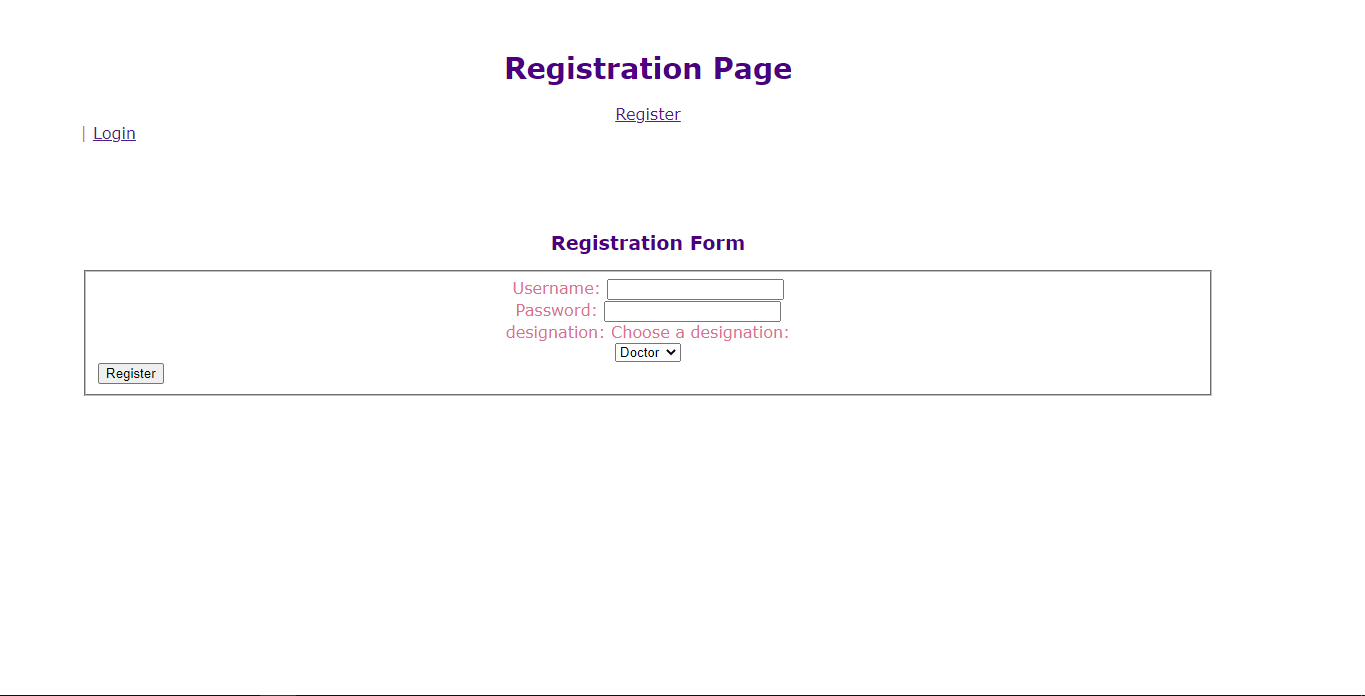 Registration Page
Register
| Login
Registration Form
Username:
Password:
designation: Choose a designation:
Doctor
Register